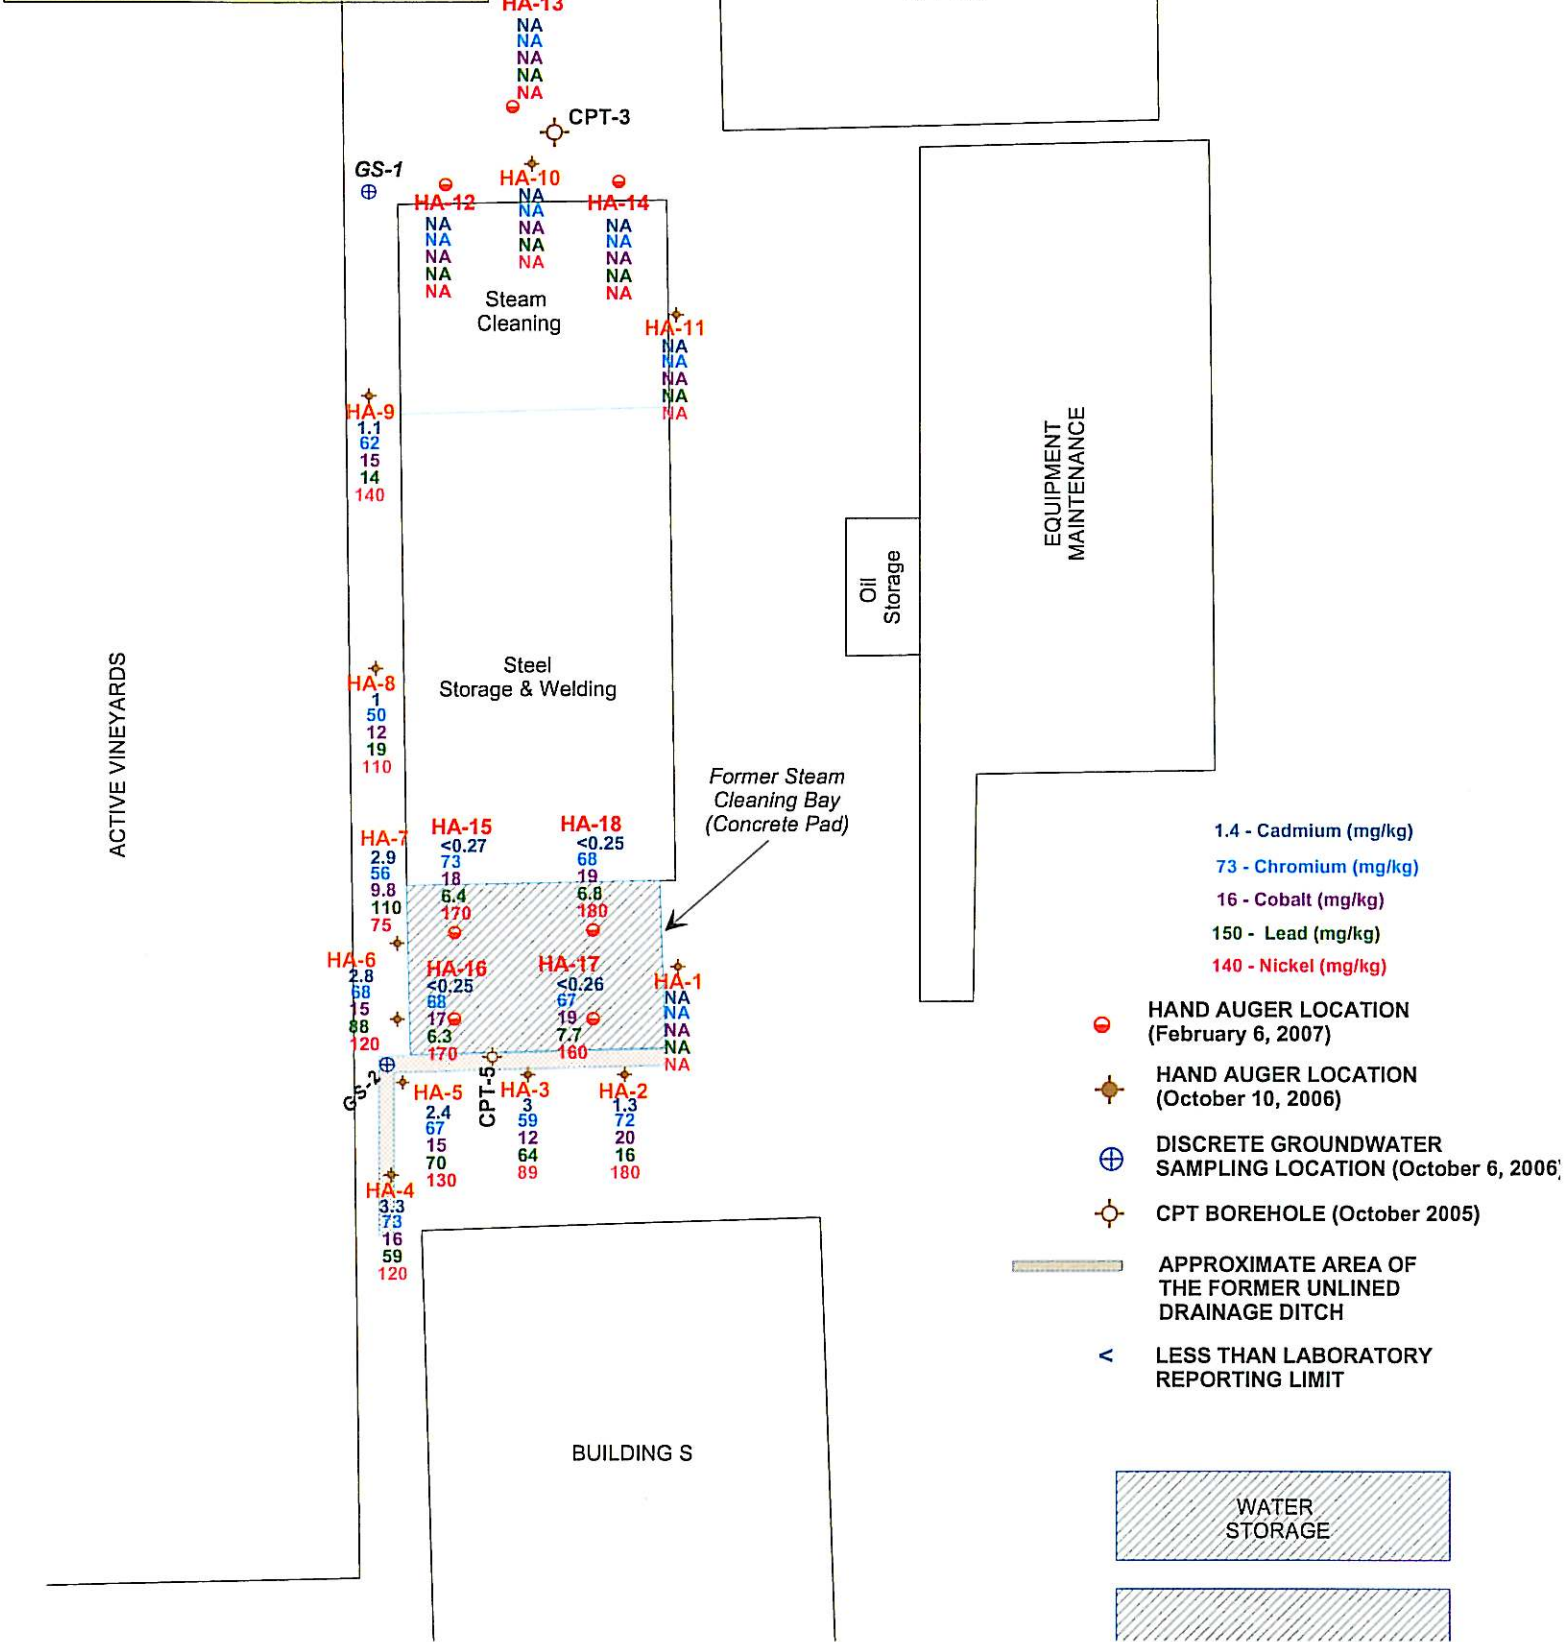 HA-13
NA
NA
NA
NA
NA
CPT-3
GS-1
HA-10
NA
NA
NA
NA
NA
HA-12
NA
NA
NA
NA
NA
HA-14
NA
NA
NA
NA
NA
Steam
Cleaning
HA-11
NA
NA
NA
NA
NA
HA-9
1.1
62
15
14
140
EQUIPMENT
MAINTENANCE
Oil
Storage
ACTIVE VINEYARDS
Steel
Storage & Welding
HA-8
1
50
12
19
110
Former Steam
Cleaning Bay
(Concrete Pad)
HA-7
2.9
56
9.8
110
75
HA-15
<0.27
73
18
6.4
170
HA-18
<0.25
68
19
6.8
180
HA-6
2.8
68
15
88
120
HA-16
<0.25
68
17
6.3
170
HA-17
<0.26
67
19
7.7
160
HA-1
NA
NA
NA
NA
NA
GS-2
CPT-5
HA-5
2.4
67
15
70
130
HA-3
3
59
12
64
89
HA-2
1.3
72
20
16
180
HA-4
3.3
73
16
59
120
BUILDING S
1.4 - Cadmium (mg/kg)
73 - Chromium (mg/kg)
16 - Cobalt (mg/kg)
150 - Lead (mg/kg)
140 - Nickel (mg/kg)
HAND AUGER LOCATION
(February 6, 2007)
HAND AUGER LOCATION
(October 10, 2006)
DISCRETE GROUNDWATER
SAMPLING LOCATION (October 6, 2006)
CPT BOREHOLE (October 2005)
APPROXIMATE AREA OF
THE FORMER UNLINED
DRAINAGE DITCH
< LESS THAN LABORATORY
REPORTING LIMIT
WATER
STORAGE